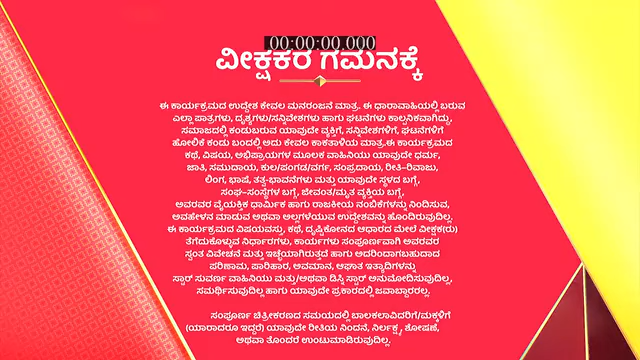 00:00:00.000
ವೀಕ್ಷಕರ ಗಮನಕ್ಕೆ
ಈ ಕಾರ್ಯಕ್ರಮದ ಉದ್ದೇಶ ಕೇವಲ ಮನರಂಜನೆ ಮಾತ್ರ. ಈ ಧಾರಾವಾಹಿಯಲ್ಲಿ ಬರುವ
ಎಲ್ಲಾ ಪಾತ್ರಗಳು, ದೃಶ್ಯಗಳು/ಸನ್ನಿವೇಶಗಳು ಹಾಗು ಘಟನೆಗಳು ಕಾಲ್ಪನಿಕವಾಗಿದ್ದು,
ಸಮಾಜದಲ್ಲಿ ಕಂಡುಬರುವ ಯಾವುದೇ ವ್ಯಕ್ತಿಗೆ, ಸನ್ನಿವೇಶಗಳಿಗೆ, ಘಟನೆಗಳಿಗೆ
ಹೋಲಿಕೆ ಕಂಡು ಬಂದಲ್ಲಿ ಅದು ಕೇವಲ ಕಾಕತಾಳಿಯ ಮಾತ್ರ.ಈ ಕಾರ್ಯಕ್ರಮದ
ಕಥೆ, ವಿಷಯ, ಅಭಿಪ್ರಾಯಗಳ ಮೂಲಕ ವಾಹಿನಿಯು ಯಾವುದೇ ಧರ್ಮ,
ಜಾತಿ, ಸಮುದಾಯ, ಕುಲ/ಪಂಗಡ/ವರ್ಗ, ಸಂಪ್ರದಾಯ, ರೀತಿ-ರಿವಾಜು,
ಲಿಂಗ, ಭಾಷೆ, ತತ್ವ-ಭಾವನೆಗಳು ಮತ್ತು ಯಾವುದೇ ಸ್ಥಳದ ಬಗ್ಗೆ,
ಸಂಘ-ಸಂಸ್ಥೆಗಳ ಬಗ್ಗೆ, ಜೀವಂತ/ಮೃತ ವ್ಯಕ್ತಿಯ ಬಗ್ಗೆ,
ಅವರವರ ವೈಯಕ್ತಿಕ ಧಾರ್ಮಿಕ ಹಾಗು ರಾಜಕೀಯ ನಂಬಿಕೆಗಳನ್ನು ನಿಂದಿಸುವ,
ಅವಹೇಳನ ಮಾಡುವ ಅಥವಾ ಅಲ್ಲಗಳೆಯುವ ಉದ್ದೇಶವನ್ನು ಹೊಂದಿರುವುದಿಲ್ಲ.
ಈ ಕಾರ್ಯಕ್ರಮದ ವಿಷಯವಸ್ತು, ಕಥೆ, ದೃಷ್ಟಿಕೋನದ ಆಧಾರದ ಮೇಲೆ ವೀಕ್ಷಕ(ರು)
ತೆಗೆದುಕೊಳ್ಳುವ ನಿರ್ಧಾರಗಳು, ಕಾರ್ಯಗಳು ಸಂಪೂರ್ಣವಾಗಿ ಅವರವರ
ಸ್ವಂತ ವಿವೇಚನೆ ಮತ್ತು ಇಚ್ಛೆಯಾಗಿರುತ್ತದೆ ಹಾಗು ಅದರಿಂದಾಗಬಹುದಾದ
ಪರಿಣಾಮ, ಪಾರಿಹಾರ, ಅವಮಾನ, ಆಘಾತ ಇತ್ಯಾದಿಗಳನ್ನು
ಸ್ಟಾರ್ ಸುವರ್ಣ ವಾಹಿನಿಯು ಮತ್ತು/ಅಥವಾ ಡಿಸ್ನಿ ಸ್ಟಾರ್ ಅನುಮೋದಿಸುವುದಿಲ್ಲ,
ಸಮರ್ಥಿಸುವುದಿಲ್ಲ ಹಾಗು ಯಾವುದೇ ಪ್ರಕಾರದಲ್ಲಿ ಜವಾಬ್ದಾರರಲ್ಲ.
ಸಂಪೂರ್ಣ ಚಿತ್ರೀಕರಣದ ಸಮಯದಲ್ಲಿ ಬಾಲಕಲಾವಿದರಿಗೆ/ಮಕ್ಕಳಿಗೆ
(ಯಾರಾದರೂ ಇದ್ದರೆ) ಯಾವುದೇ ರೀತಿಯ ನಿಂದನೆ, ನಿರ್ಲಕ್ಷ್ಯ, ಶೋಷಣೆ,
ಅಥವಾ ತೊಂದರೆ ಉಂಟುಮಾಡಿರುವುದಿಲ್ಲ.